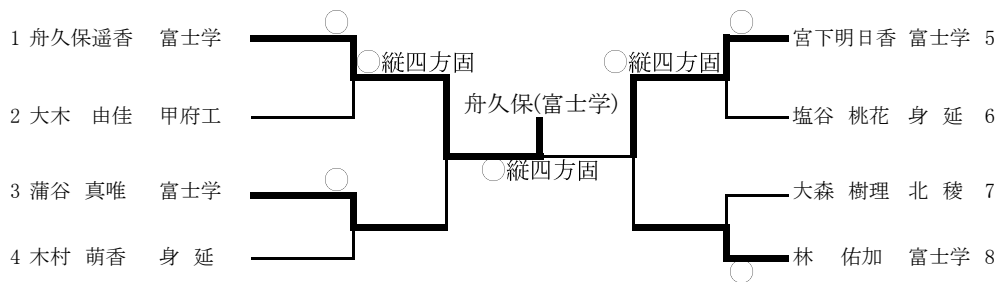 1 舟久保遥香 富士学
○
○縦四方固
2 大木 由佳 甲府工
3 蒲谷 真唯 富士学
○
4 木村 萌香 身 延
舟久保(富士学)
○縦四方固
○
宮下明日香 富士学 5
○縦四方固
塩谷 桃花 身 延 6
大森 樹理 北 稜 7
林 佑加 富士学 8
○